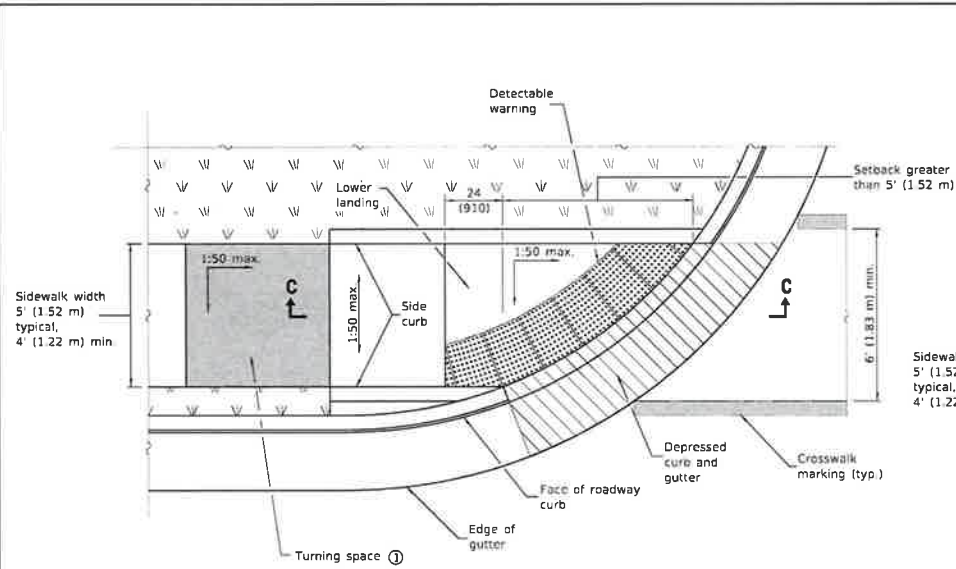 Detectable
warning
Setback greater
than 5' (1.52 m)
Lower
landing
24
(910)
1:50 max.
1:50 max.
C
C
Side
curb
1:50 max.
6' (1.83 m) min.
Sidewalk width
5' (1.52 m)
typical,
4' (1.22 m) min
Sidewal
5' (1.52
typical,
4' (1.22
Depressed
curb and
gutter
Crosswalk
marking (typ.)
Face of roadway
curb
Edge of
gutter
Turning space ①